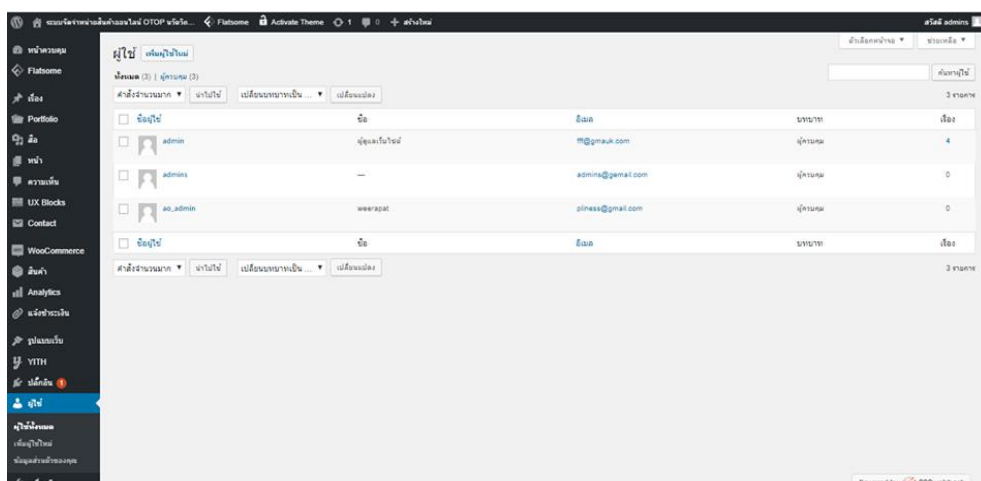 ระบบจัดจำหน่ายสินค้าออนไลน์ OTOP Flatsome Activate Theme 1 0 + สร้างใหม่ สวัสดี admins
หน้าควบคุม
Flatsome
เรื่อง
Portfolio
สื่อ
หน้า
ความเห็น
UX Blocks
Contact
WooCommerce
สินค้า
Analytics
แจ้งชำระเงิน
รูปแบบเว็บ
YITH
ปลั๊กอิน 1
ผู้ใช้
ผู้ใช้ทั้งหมด
เพิ่มผู้ใช้ใหม่
ข้อมูลส่วนตัวของคุณ
ตัวเลือกหน้าจอ ▼ ช่วยเหลือ ▼
ผู้ใช้ เพิ่มผู้ใช้ใหม่
ทั้งหมด (3) | ผู้ควบคุม (3)
ค้นหาผู้ใช้
คำสั่งจำนวนมาก ▼ นำไปใช้ เปลี่ยนบทบาทเป็น ... ▼ เปลี่ยนแปลง 3 รายการ
ชื่อผู้ใช้ ชื่อ อีเมล บทบาท เรื่อง
admin ผู้ดูแลเว็บไซต์ fff@gmauk.com ผู้ควบคุม 4
admins — admins@gemail.com ผู้ควบคุม 0
ao_admin weerapat pliness@gmail.com ผู้ควบคุม 0
ชื่อผู้ใช้ ชื่อ อีเมล บทบาท เรื่อง
คำสั่งจำนวนมาก ▼ นำไปใช้ เปลี่ยนบทบาทเป็น ... ▼ เปลี่ยนแปลง 3 รายการ